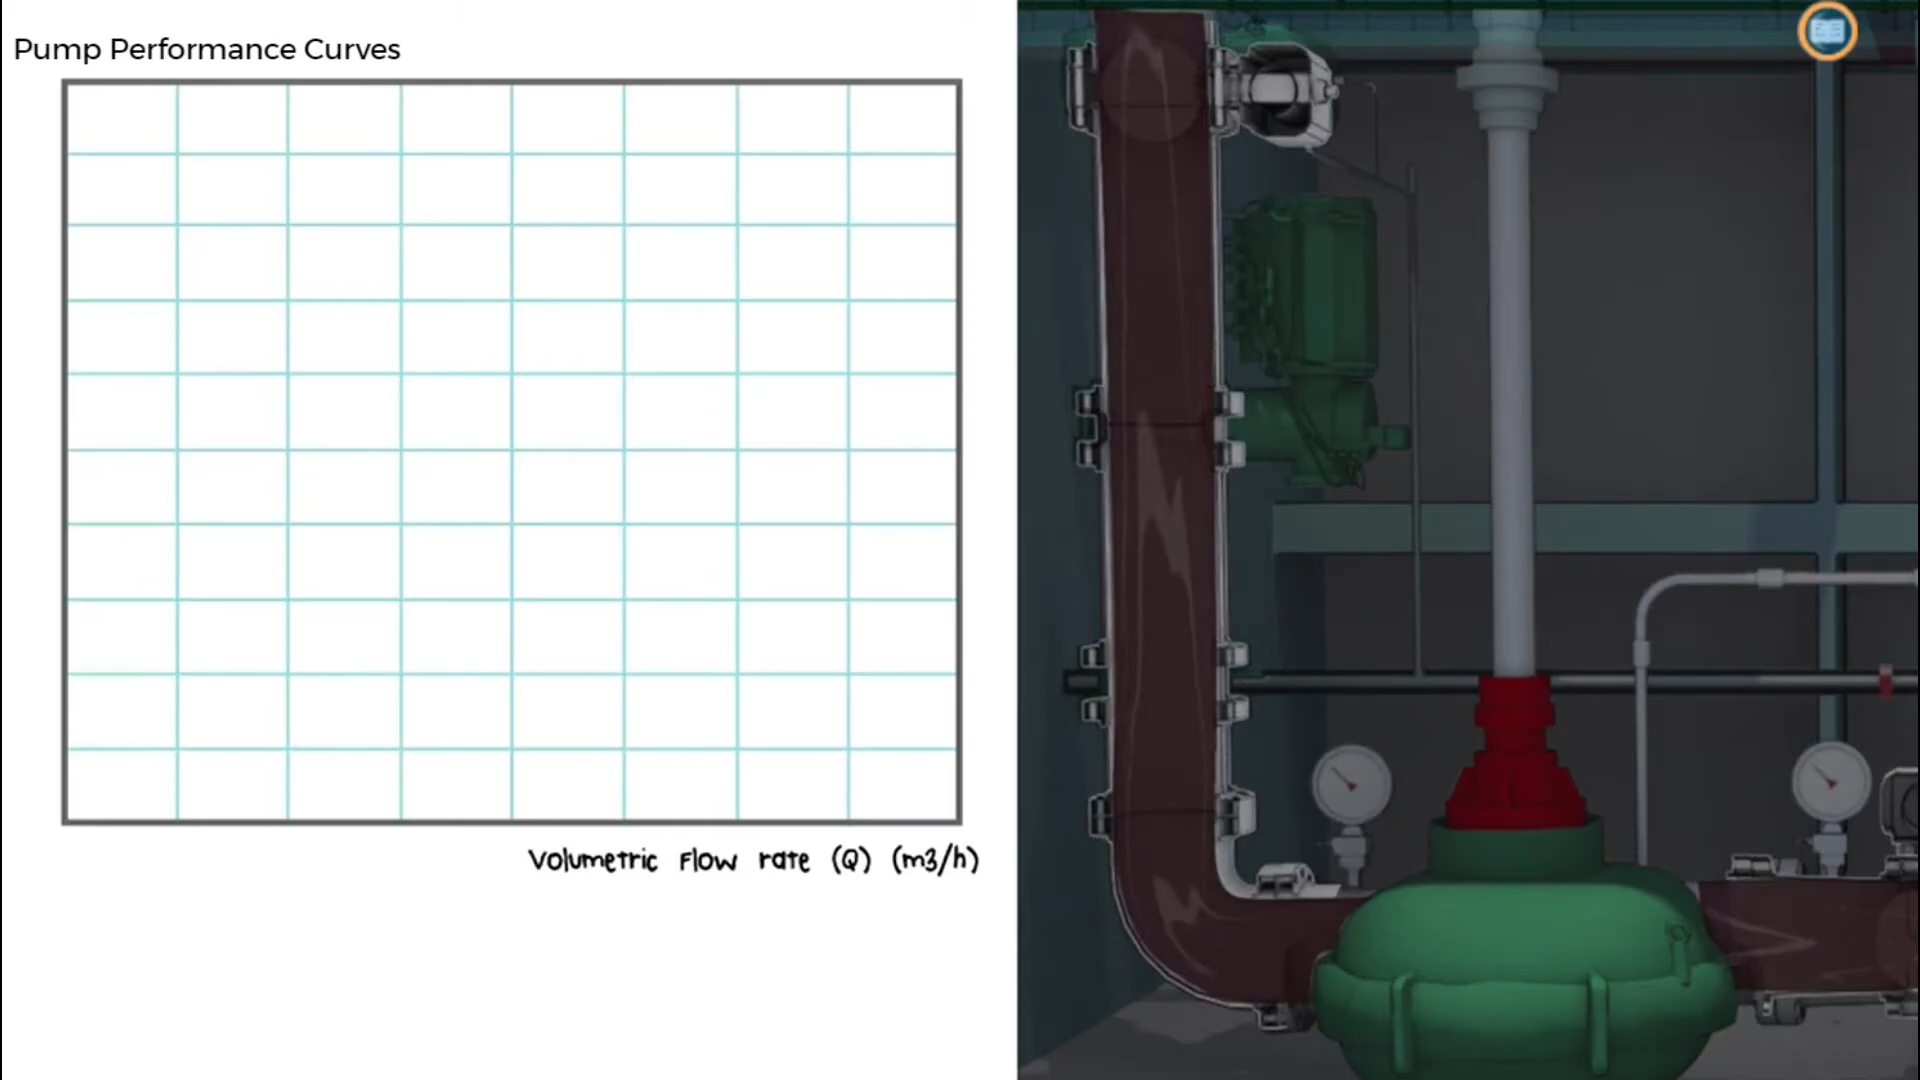 Pump Performance Curves
Volumetric Flow rate (Q) (m3/h)